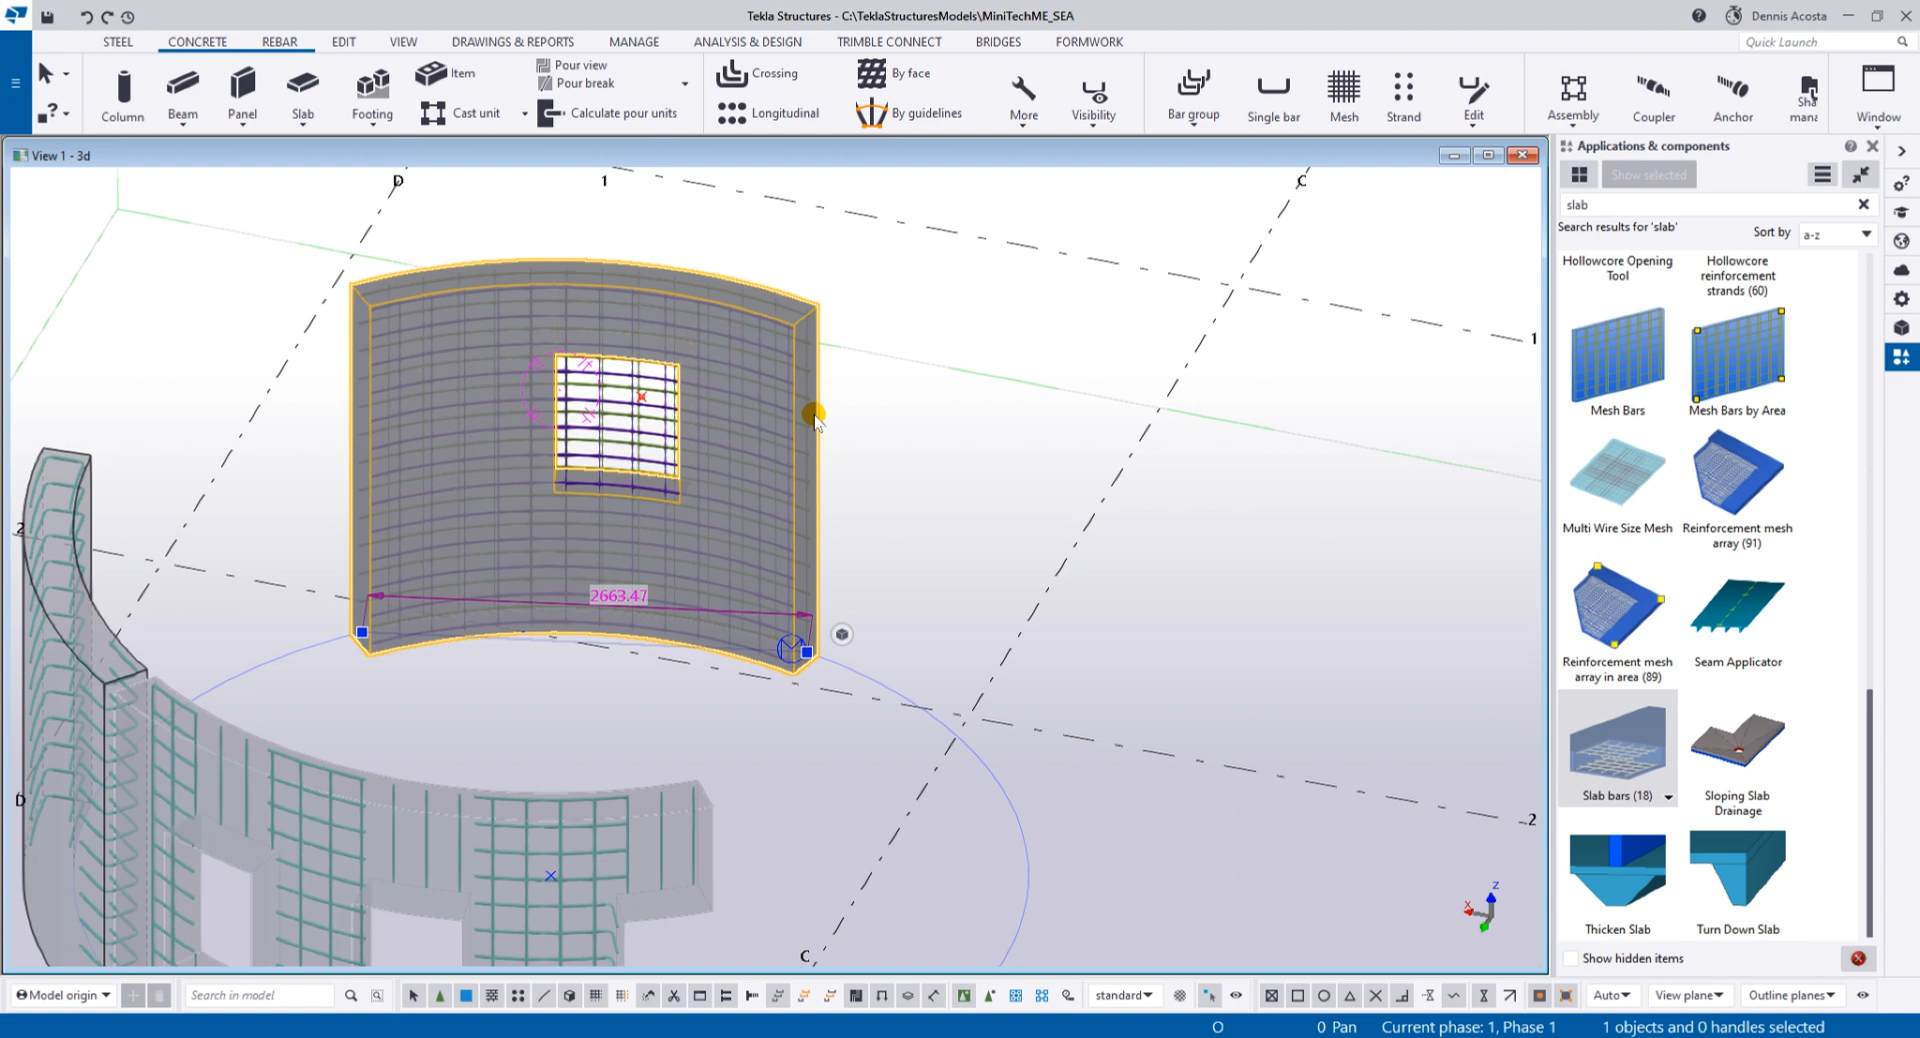 Tekla Structures - C:\TeklaStructuresModels\MiniTechME_SEA
Dennis Acosta
STEEL CONCRETE REBAR EDIT VIEW DRAWINGS & REPORTS MANAGE ANALYSIS & DESIGN TRIMBLE CONNECT BRIDGES FORMWORK
Quick Launch
Column Beam Panel Slab Footing
Item
Cast unit
Pour view
Pour break
Calculate pour units
Crossing
Longitudinal
By face
By guidelines
More Visibility Bar group Single bar Mesh Strand Edit Assembly Coupler Anchor
Sha
mana
Window
View 1 - 3d
D 1 C
1
2
2663.47
D
2
C
Z
X
Applications & components
Show selected
slab
Search results for 'slab'
Sort by a-z
Hollowcore Opening
Tool
Hollowcore
reinforcement
strands (60)
Mesh Bars
Mesh Bars by Area
Multi Wire Size Mesh
Reinforcement mesh
array (91)
Reinforcement mesh
array in area (89)
Seam Applicator
Slab bars (18)
Sloping Slab
Drainage
Thicken Slab
Turn Down Slab
Show hidden items
Model origin
Search in model
standard
Auto
View plane
Outline planes
O
0 Pan
Current phase: 1, Phase 1
1 objects and 0 handles selected